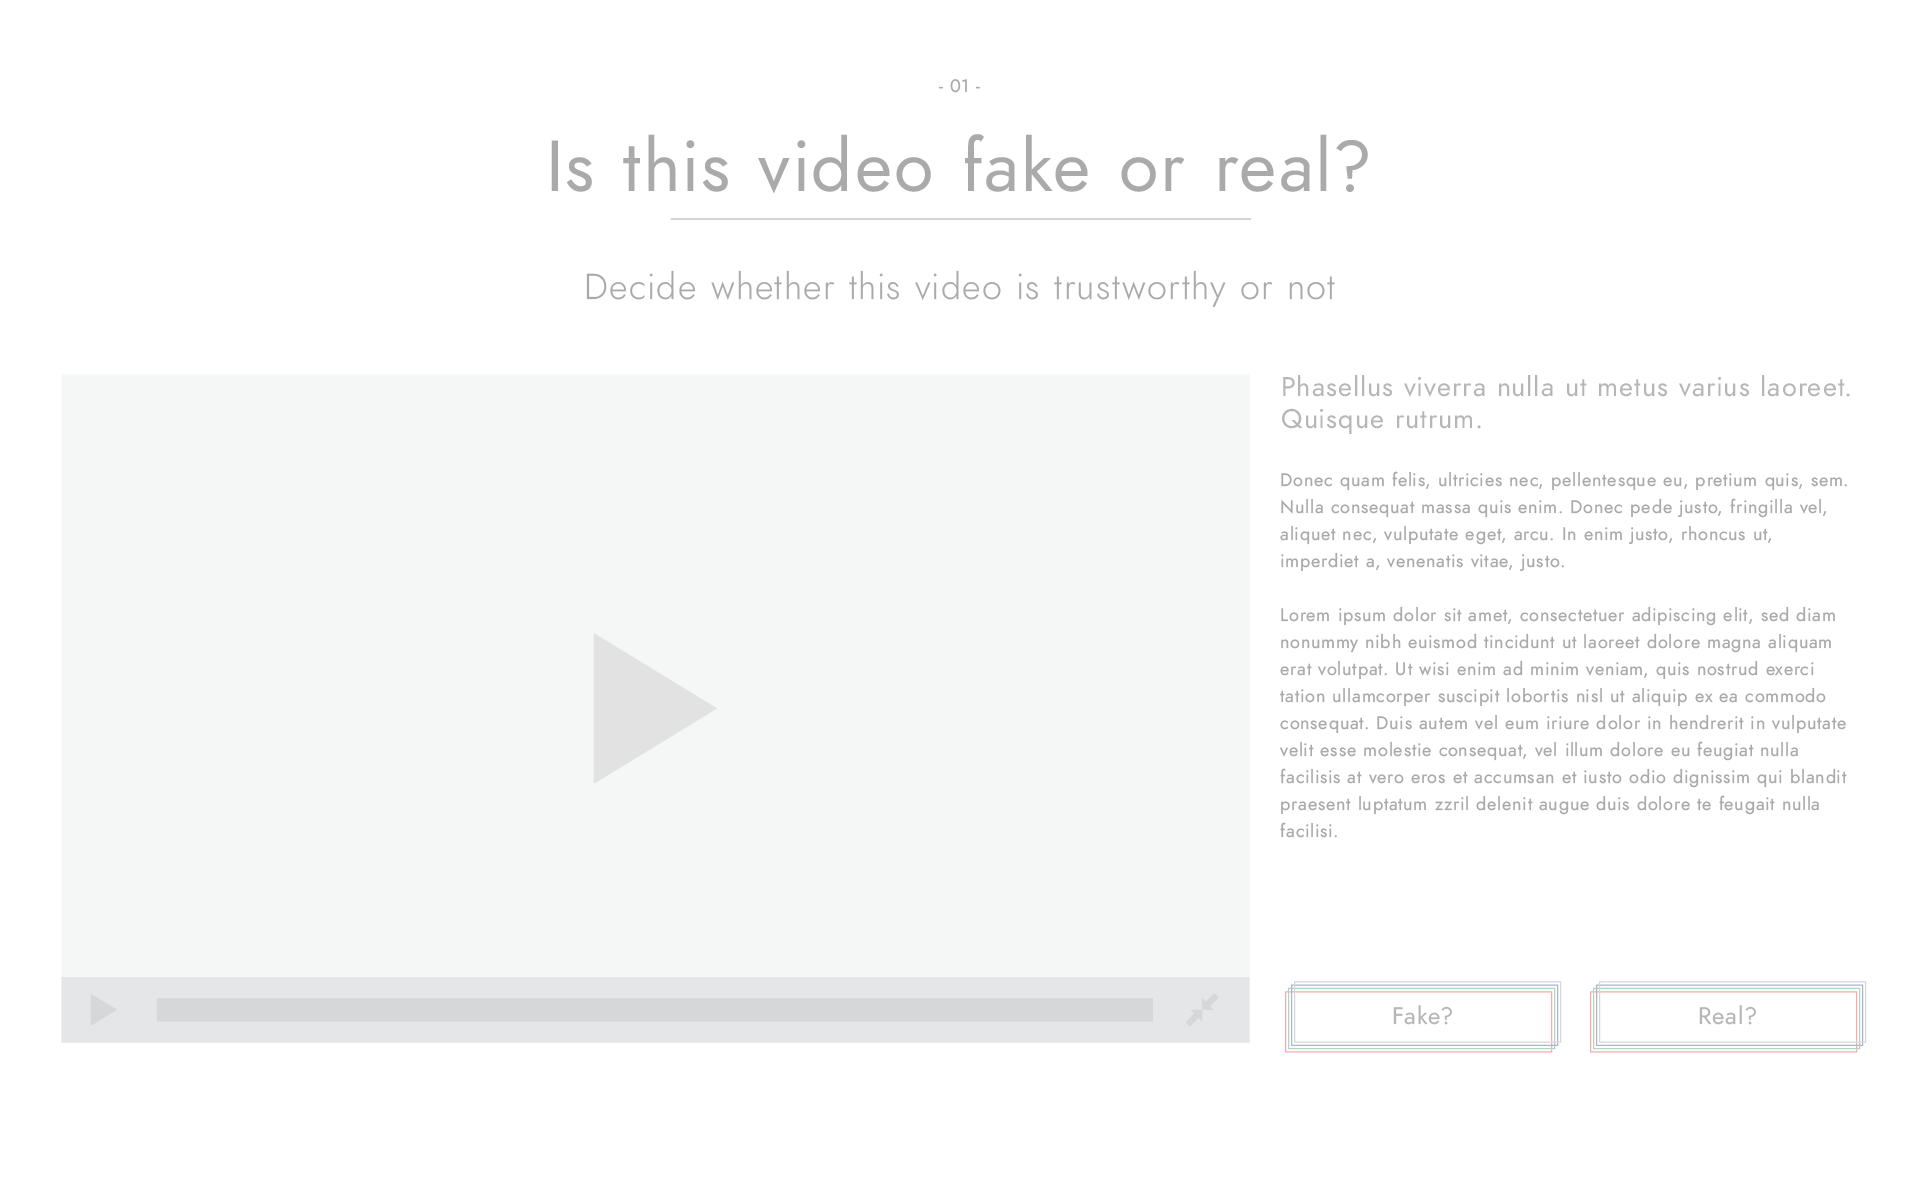 - 01 -
Is this video fake or real?
Decide whether this video is trustworthy or not
Phasellus viverra nulla ut metus varius laoreet.
Quisque rutrum.
Donec quam felis, ultricies nec, pellentesque eu, pretium quis, sem.
Nulla consequat massa quis enim. Donec pede justo, fringilla vel,
aliquet nec, vulputate eget, arcu. In enim justo, rhoncus ut,
imperdiet a, venenatis vitae, justo.
Lorem ipsum dolor sit amet, consectetuer adipiscing elit, sed diam
nonummy nibh euismod tincidunt ut laoreet dolore magna aliquam
erat volutpat. Ut wisi enim ad minim veniam, quis nostrud exerci
tation ullamcorper suscipit lobortis nisl ut aliquip ex ea commodo
consequat. Duis autem vel eum iriure dolor in hendrerit in vulputate
velit esse molestie consequat, vel illum dolore eu feugiat nulla
facilisis at vero eros et accumsan et iusto odio dignissim qui blandit
praesent luptatum zzril delenit augue duis dolore te feugait nulla
facilisi.
Fake?
Real?